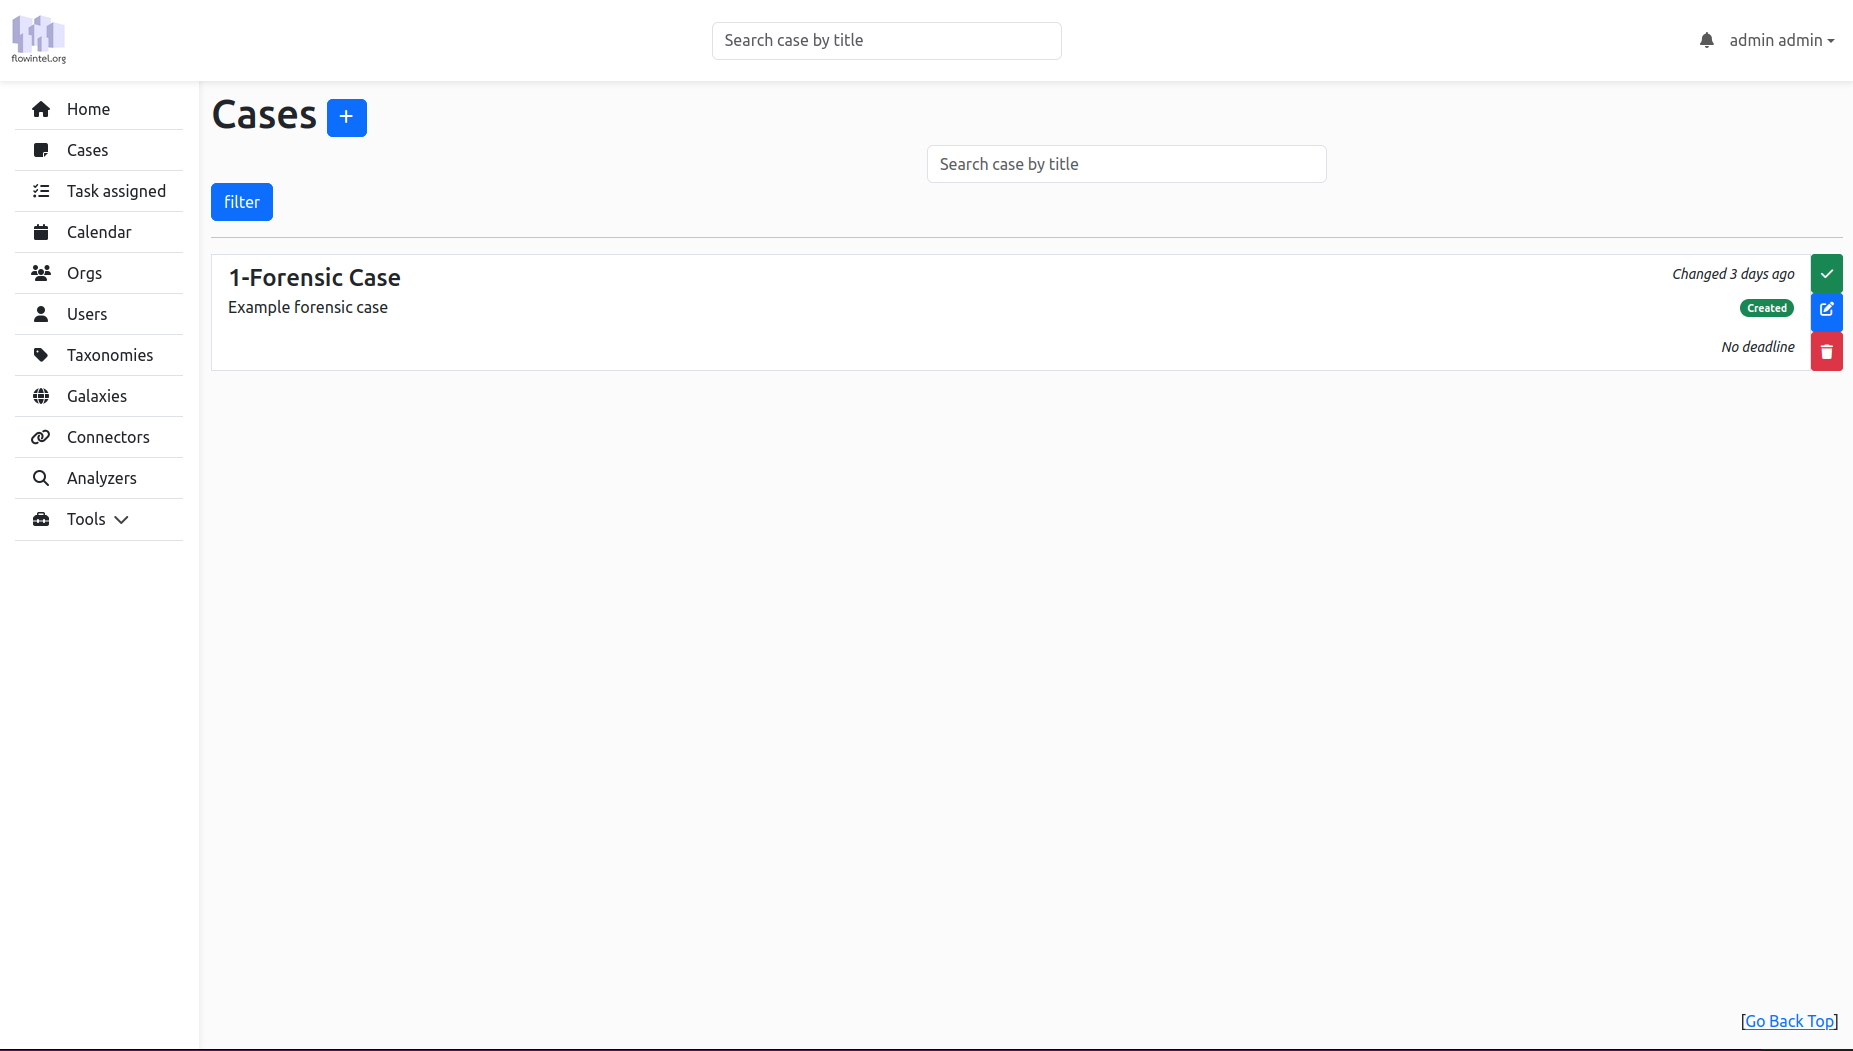 flowintel.org
Search case by title
admin admin
Home
Cases
Task assigned
Calendar
Orgs
Users
Taxonomies
Galaxies
Connectors
Analyzers
Tools
Cases
Search case by title
filter
1-Forensic Case
Example forensic case
Changed 3 days ago
Created
No deadline
[Go Back Top]